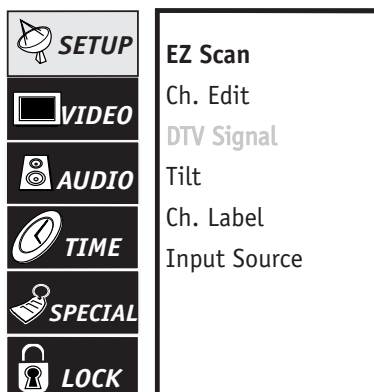 SETUP
VIDEO
AUDIO
TIME
SPECIAL
LOCK
EZ Scan
Ch. Edit
DTV Signal
Tilt
Ch. Label
Input Source